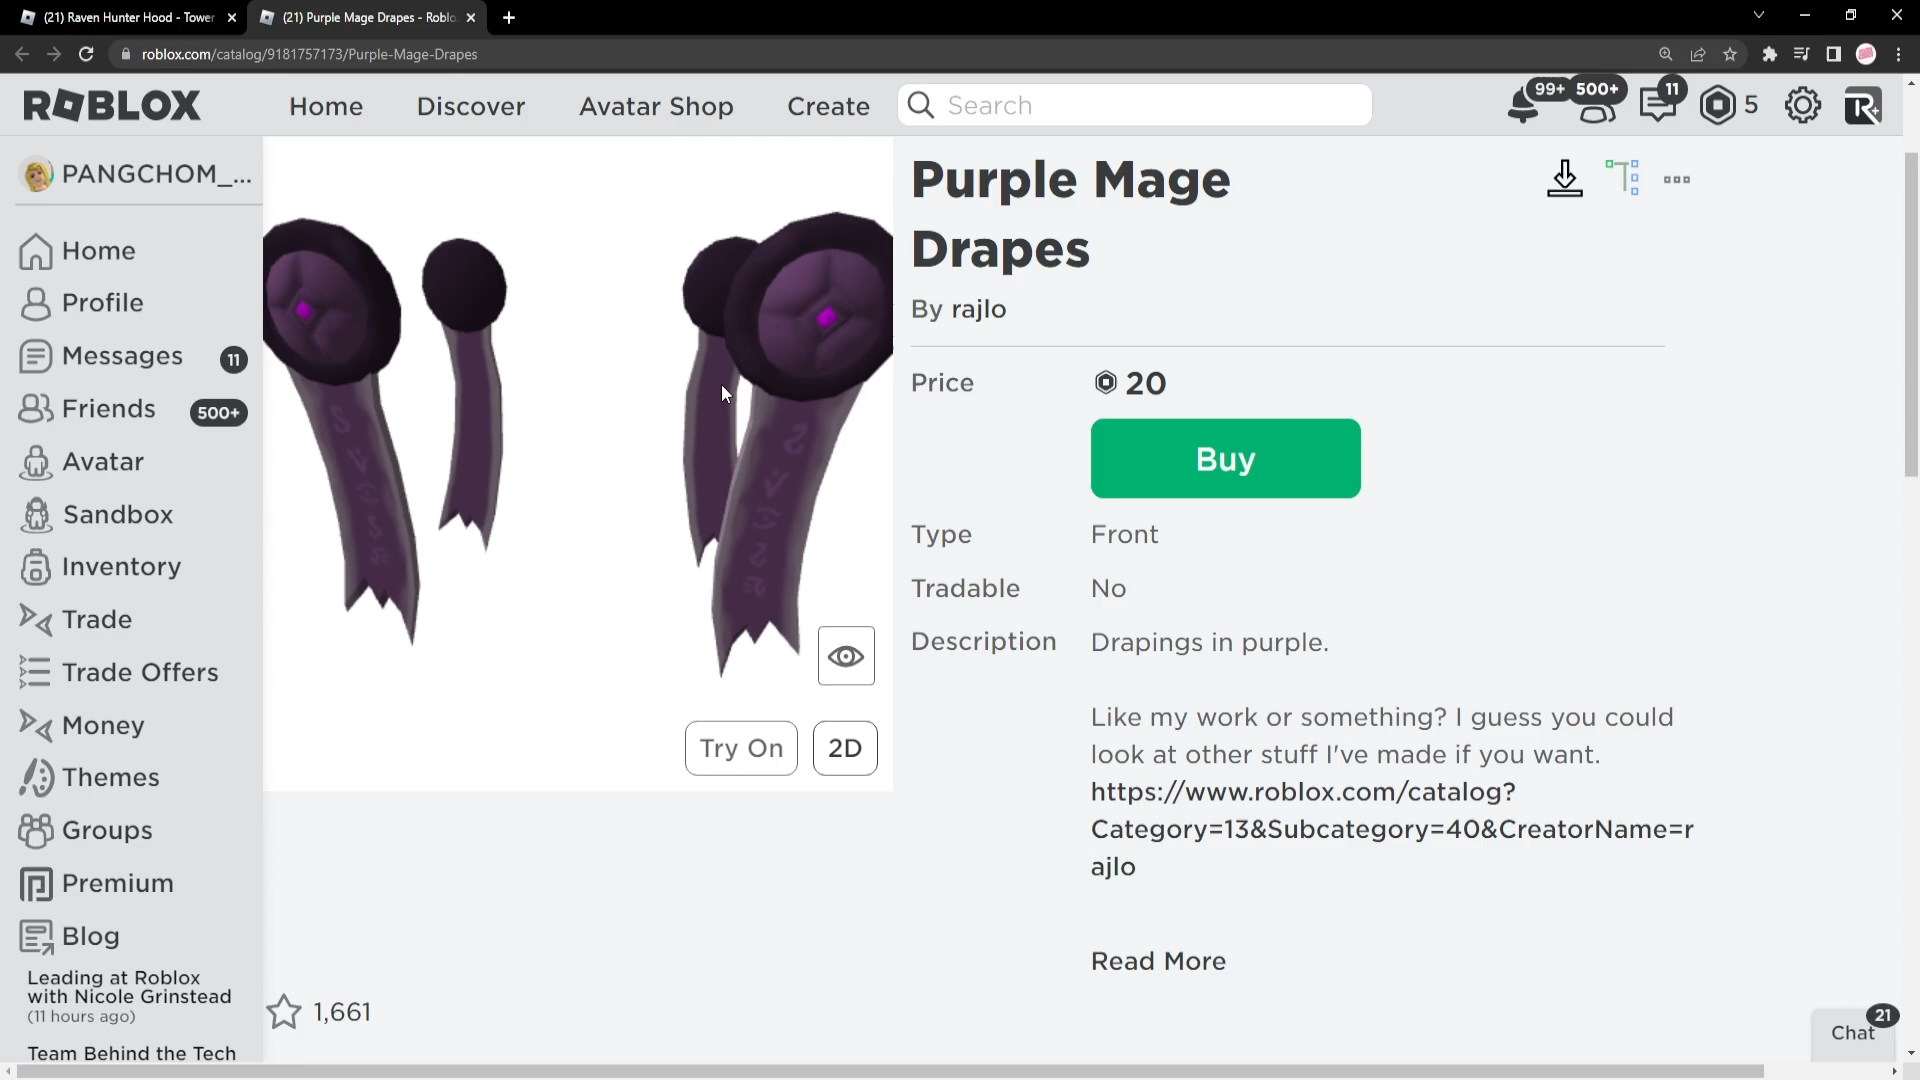 (21) Raven Hunter Hood - Tower
(21) Purple Mage Drapes - Roblo
roblox.com/catalog/9181757173/Purple-Mage-Drapes
ROBLOX
Home
Discover
Avatar Shop
Create
Search
99+
500+
11
5
PANGCHOM_...
Home
Profile
Messages
11
Friends
500+
Avatar
Sandbox
Inventory
Trade
Trade Offers
Money
Themes
Groups
Premium
Blog
Leading at Roblox
with Nicole Grinstead
(11 hours ago)
Team Behind the Tech
Try On
2D
1,661
Purple Mage
Drapes
By rajlo
Price
20
Buy
Type
Front
Tradable
No
Description
Drapings in purple.
Like my work or something? I guess you could
look at other stuff I've made if you want.
https://www.roblox.com/catalog?
Category=13&Subcategory=40&CreatorName=r
ajlo
Read More
Chat
21